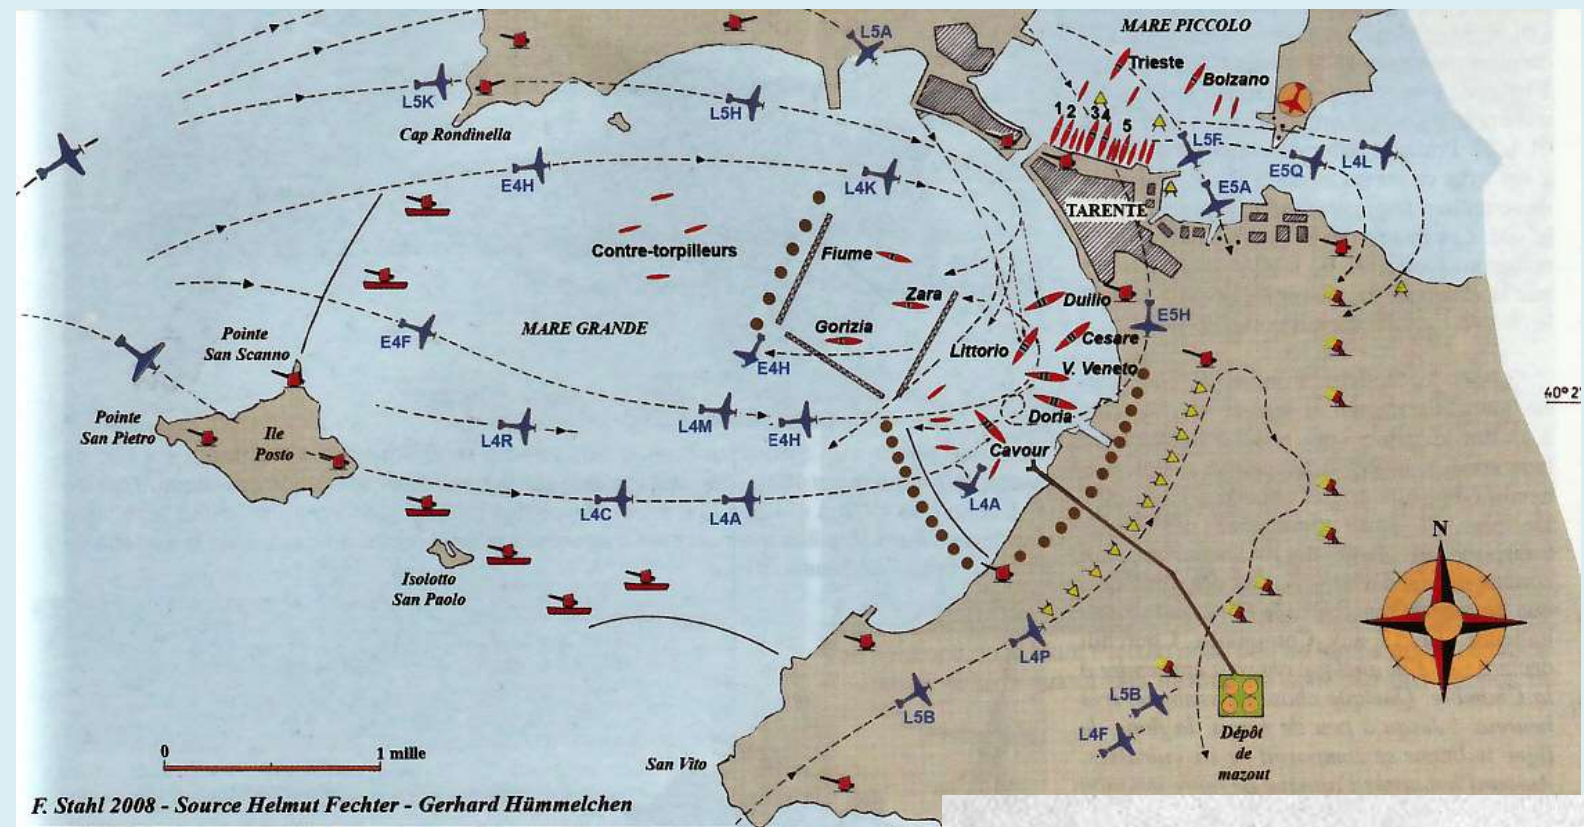 MARE PICCOLO
L5A
Trieste
Bolzano
L5K
L5H
1 2 3 4 5
Cap Rondinella
L5F
E4H
L4K
E5Q
L4L
E5A
TARENTE
Contre-torpilleurs
Fiume
Zara
Duilio
E5H
Pointe
San Scanno
E4F
MARE GRANDE
Gorizia
Littorio
Cesare
E4H
V. Veneto
40° 2
Pointe
San Pietro
Ile
Posto
L4R
L4M
E4H
Doria
Cavour
L4C
L4A
L4A
N
Isolotto
San Paolo
L4P
L5B
L5B
L4F
Dépôt
de
mazout
0
1 mille
San Vito
F. Stahl 2008 - Source Helmut Fechter - Gerhard Hümmelchen